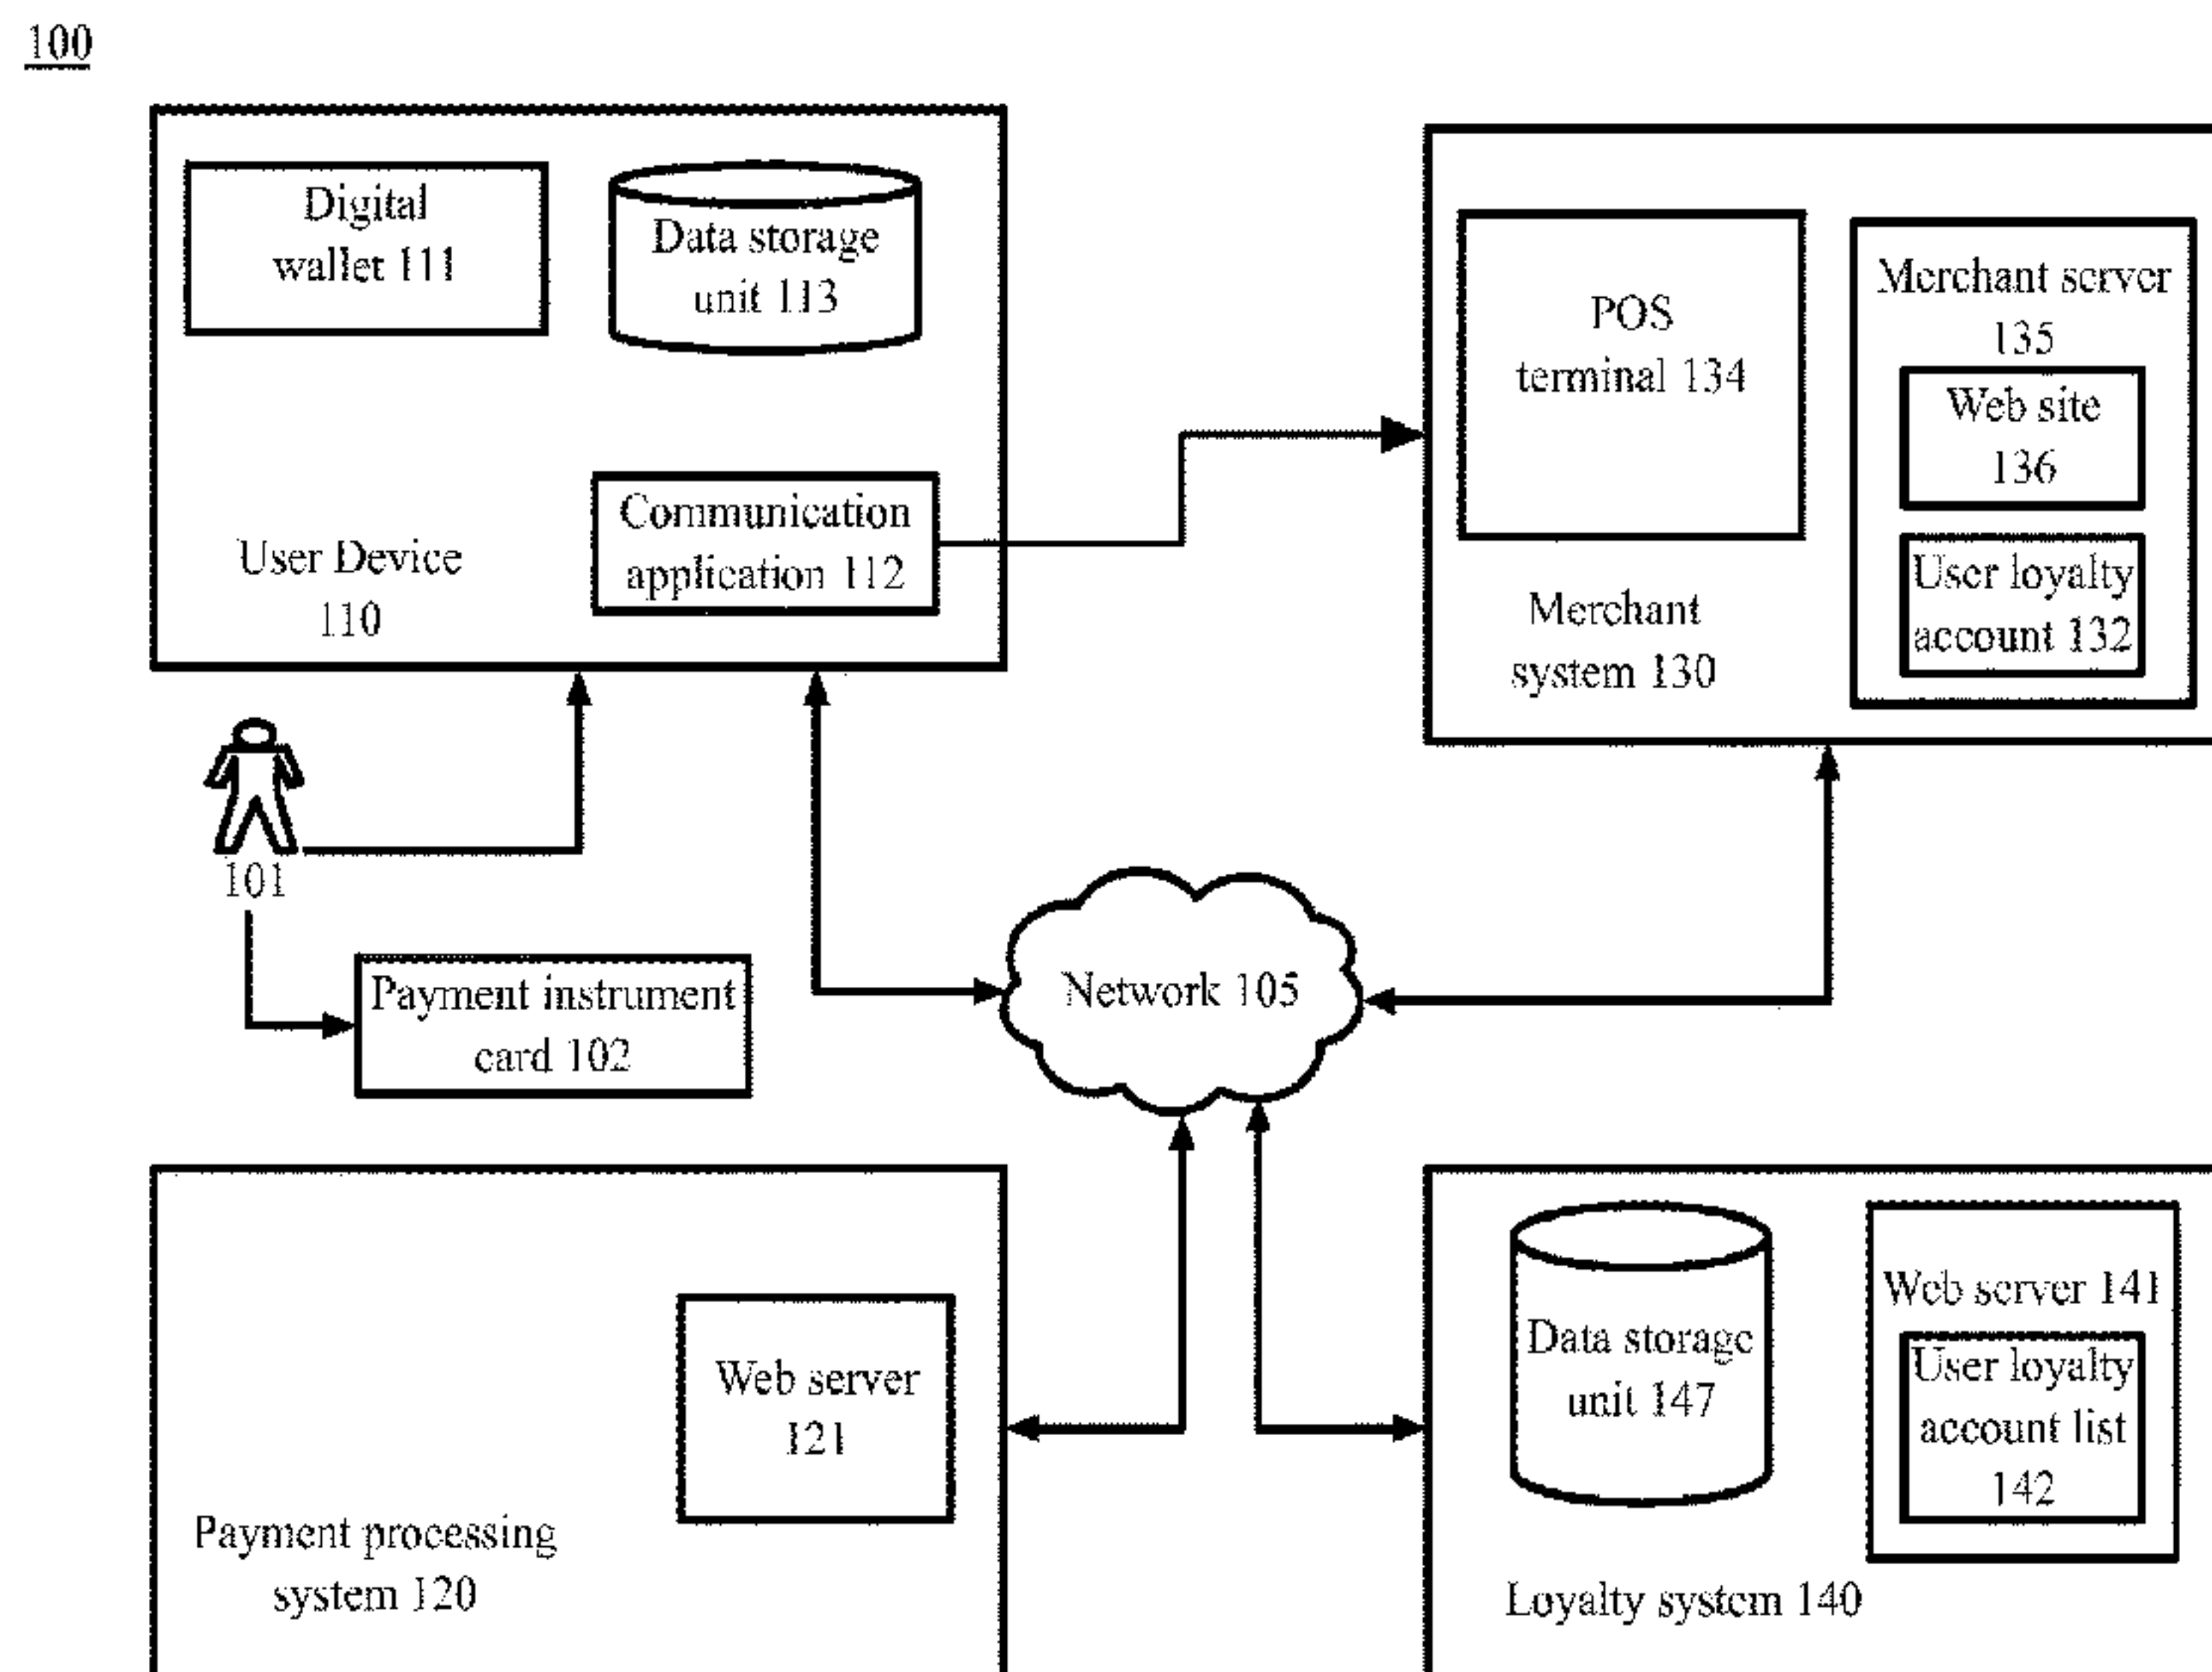 100
Digital
wallet 111
Data storage
unit 113
Communication
application 112
User Device
110
POS
terminal 134
Merchant server
135
Web site
136
User loyalty
account 132
Merchant
system 130
101
Payment instrument
card 102
Network 105
Web server
121
Payment processing
system 120
Data storage
unit 147
Web server 141
User loyalty
account list
142
Loyalty system 140